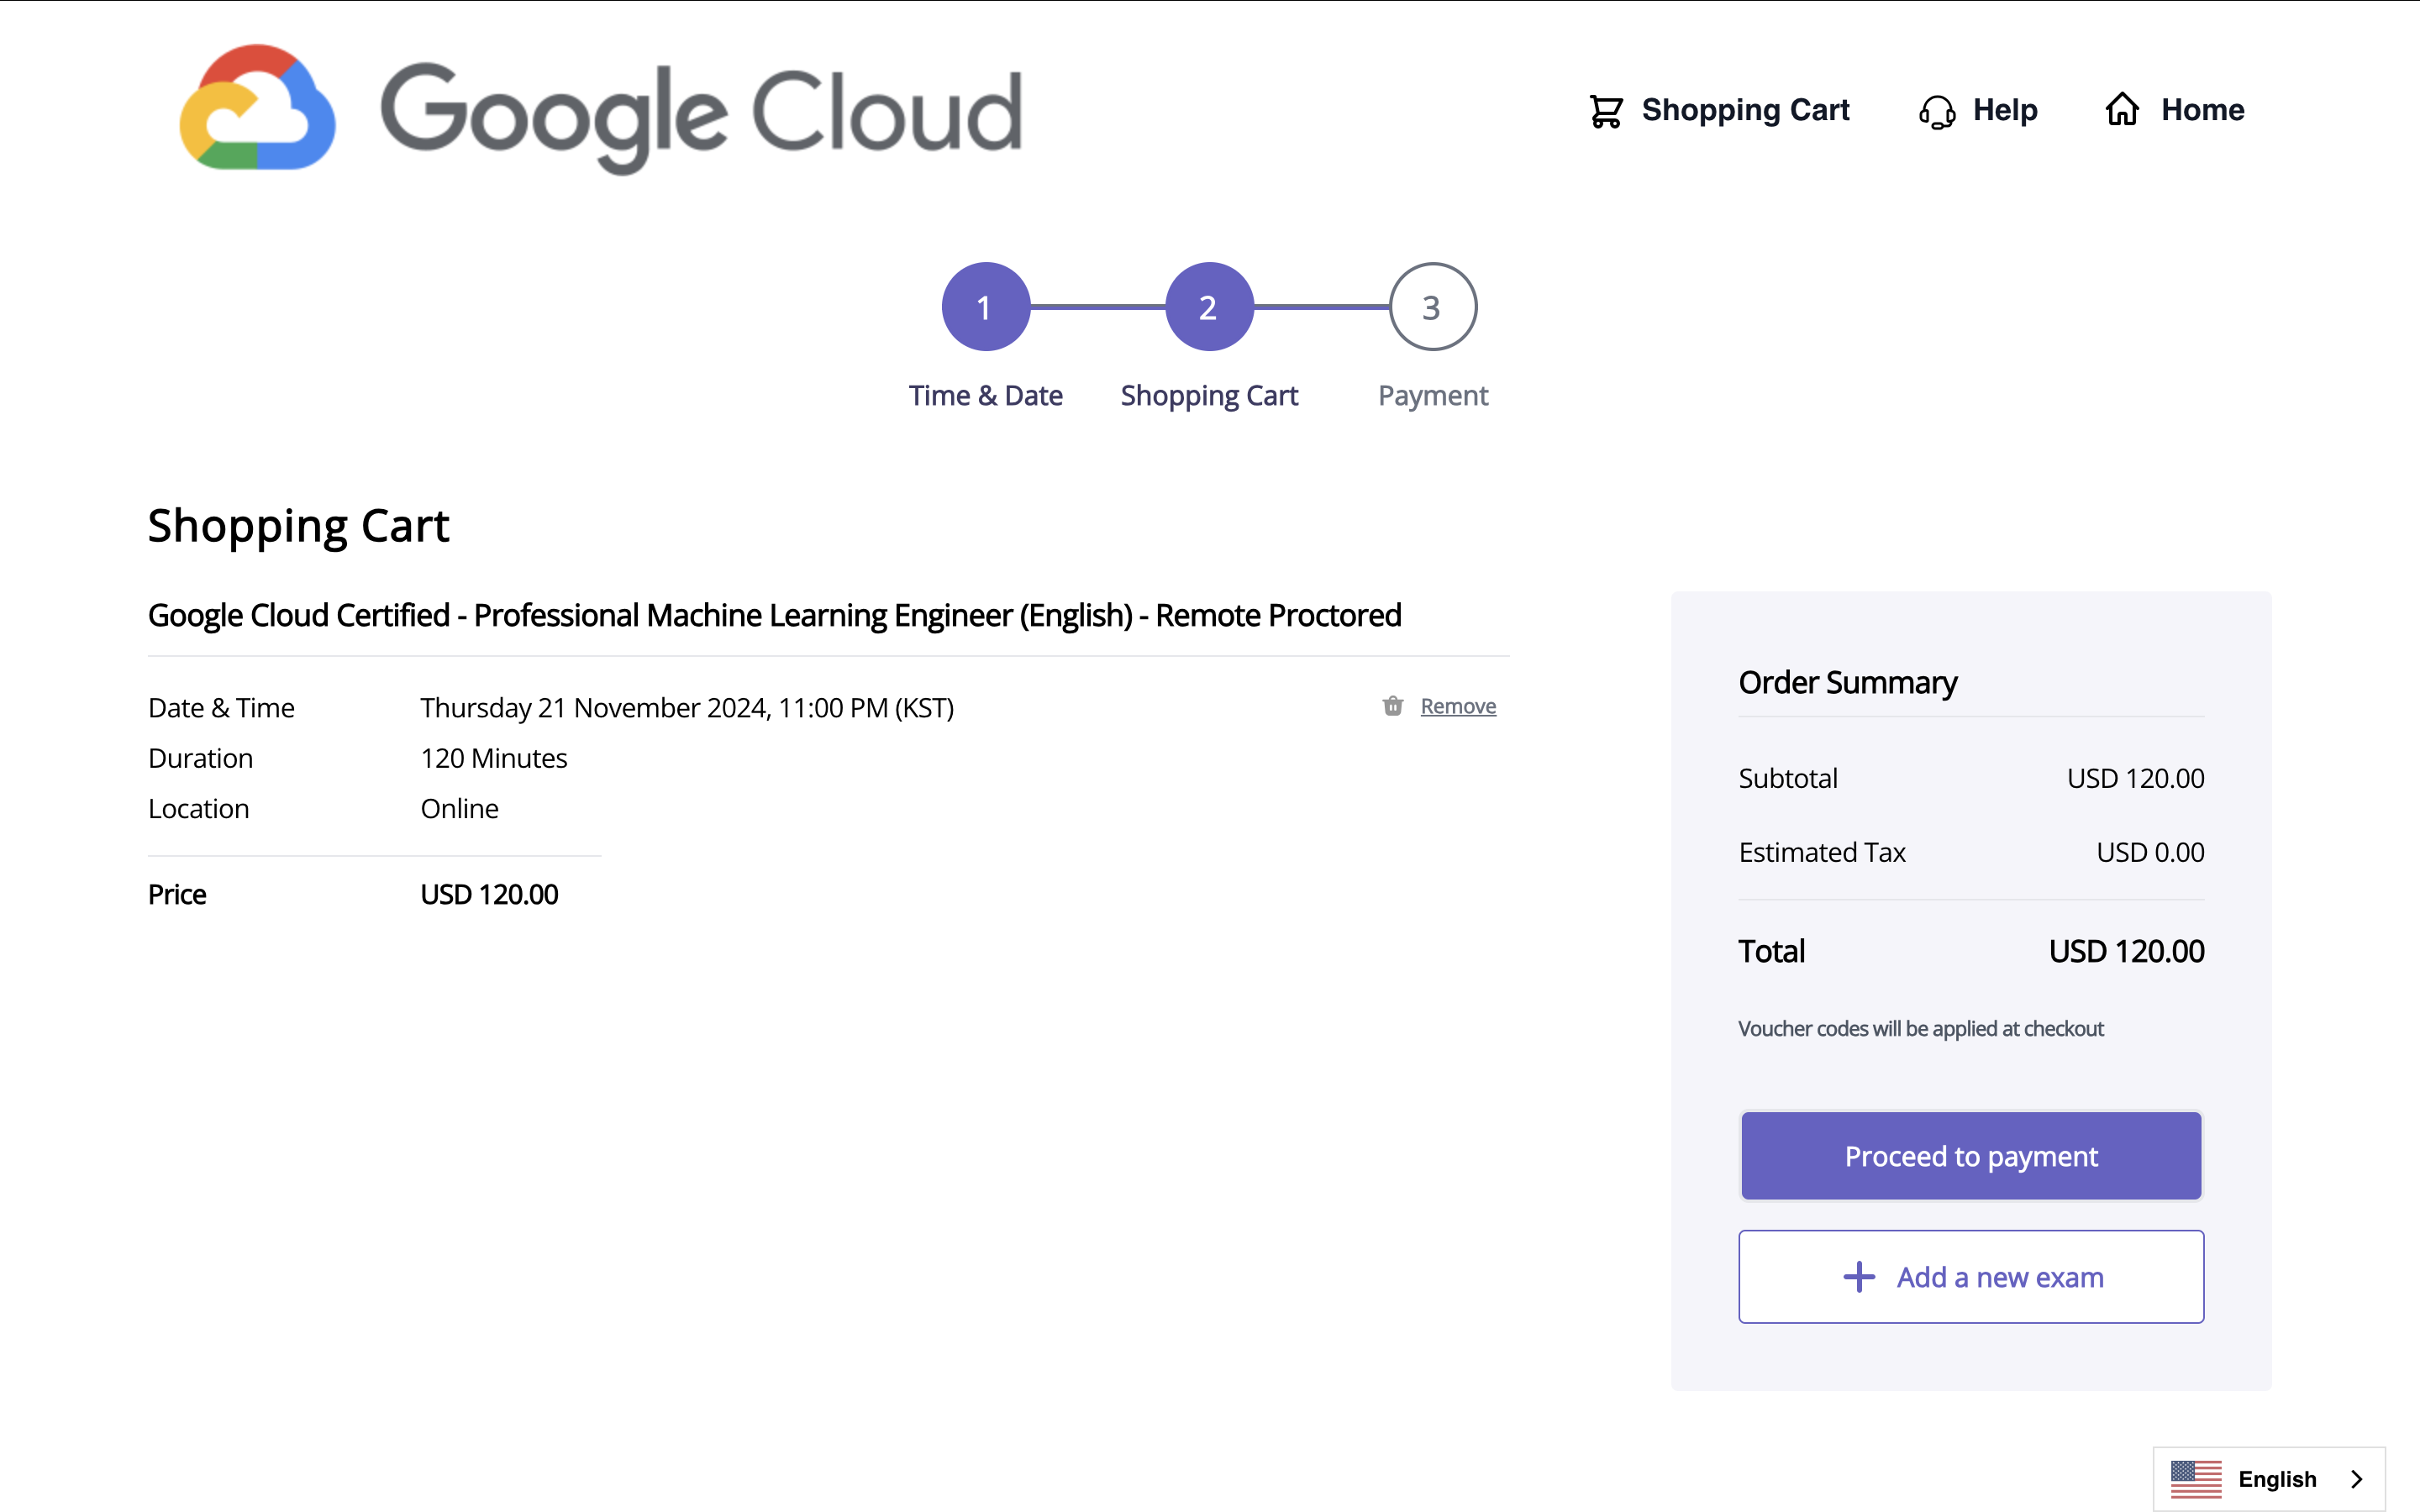 Google Cloud
Shopping Cart
Help
Home
1
2
3
Time & Date
Shopping Cart
Payment
Shopping Cart
Google Cloud Certified - Professional Machine Learning Engineer (English) - Remote Proctored
Date & Time Thursday 21 November 2024, 11:00 PM (KST)
Remove
Duration 120 Minutes
Location Online
Price USD 120.00
Order Summary
Subtotal USD 120.00
Estimated Tax USD 0.00
Total USD 120.00
Voucher codes will be applied at checkout
Proceed to payment
Add a new exam
English